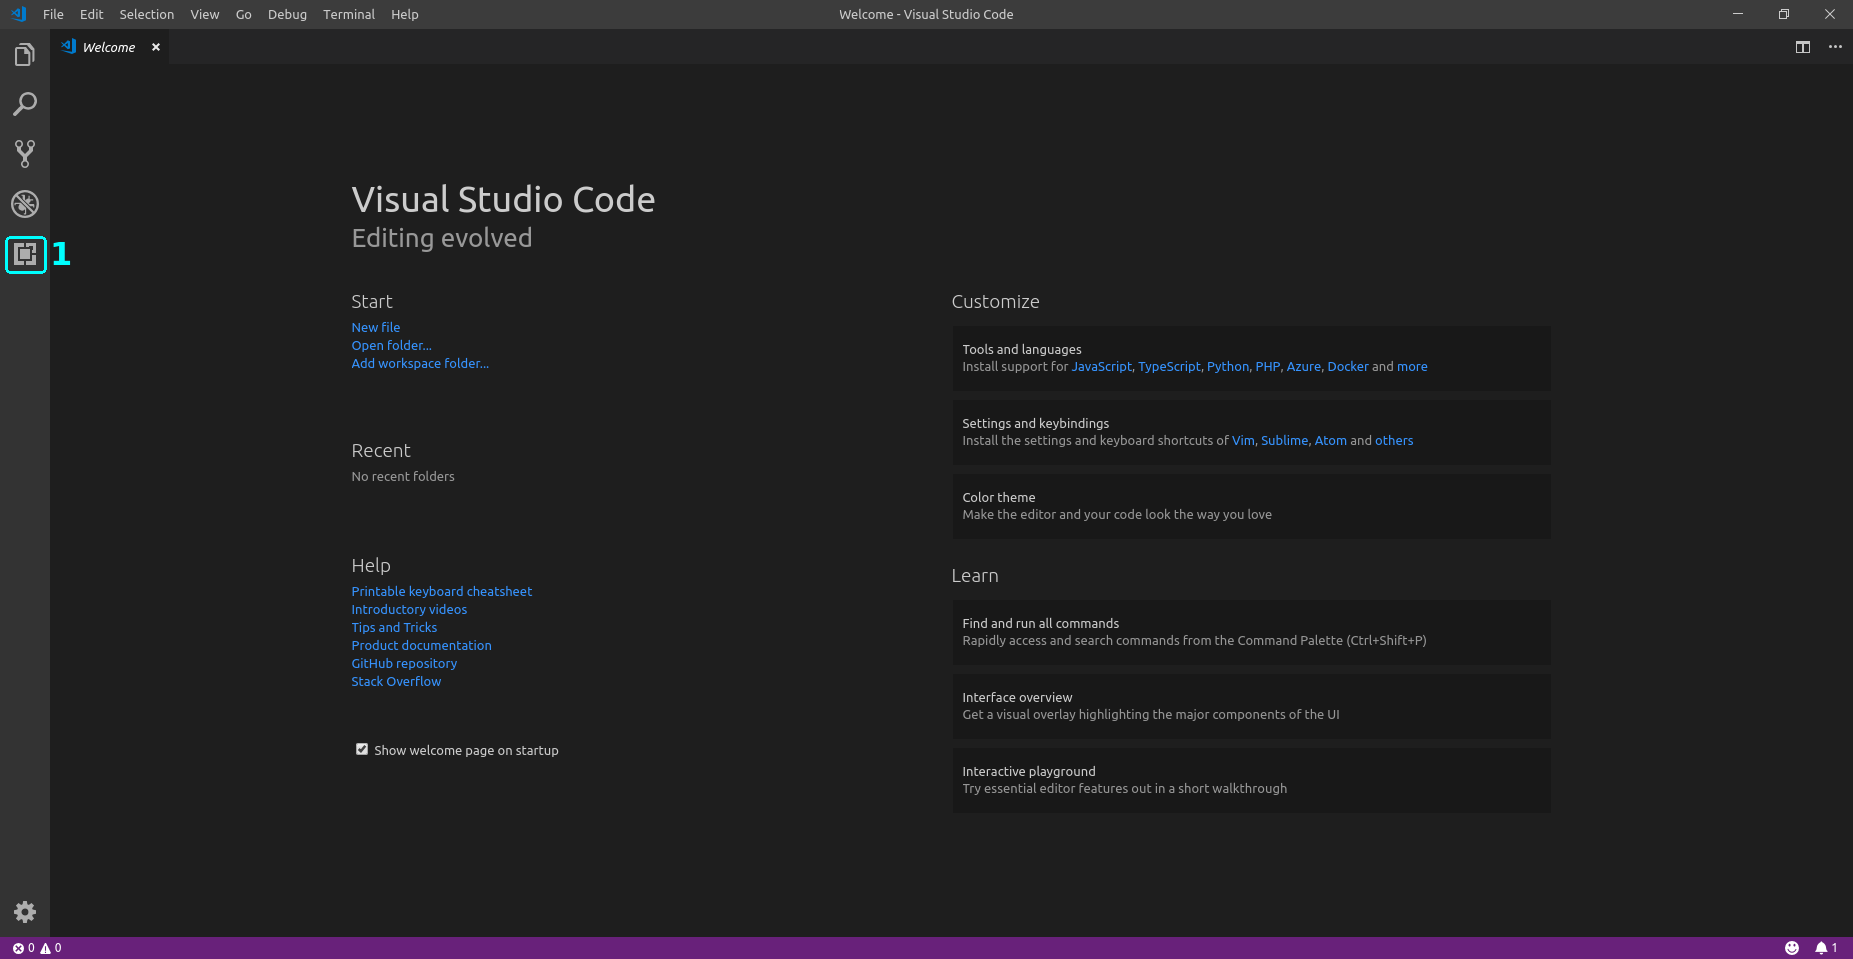 File Edit Selection View Go Debug Terminal Help
Welcome - Visual Studio Code
Welcome
1
Visual Studio Code
Editing evolved
Start
New file
Open folder...
Add workspace folder...
Recent
No recent folders
Help
Printable keyboard cheatsheet
Introductory videos
Tips and Tricks
Product documentation
GitHub repository
Stack Overflow
Show welcome page on startup
Customize
Tools and languages
Install support for JavaScript, TypeScript, Python, PHP, Azure, Docker and more
Settings and keybindings
Install the settings and keyboard shortcuts of Vim, Sublime, Atom and others
Color theme
Make the editor and your code look the way you love
Learn
Find and run all commands
Rapidly access and search commands from the Command Palette (Ctrl+Shift+P)
Interface overview
Get a visual overlay highlighting the major components of the UI
Interactive playground
Try essential editor features out in a short walkthrough
0 0
1